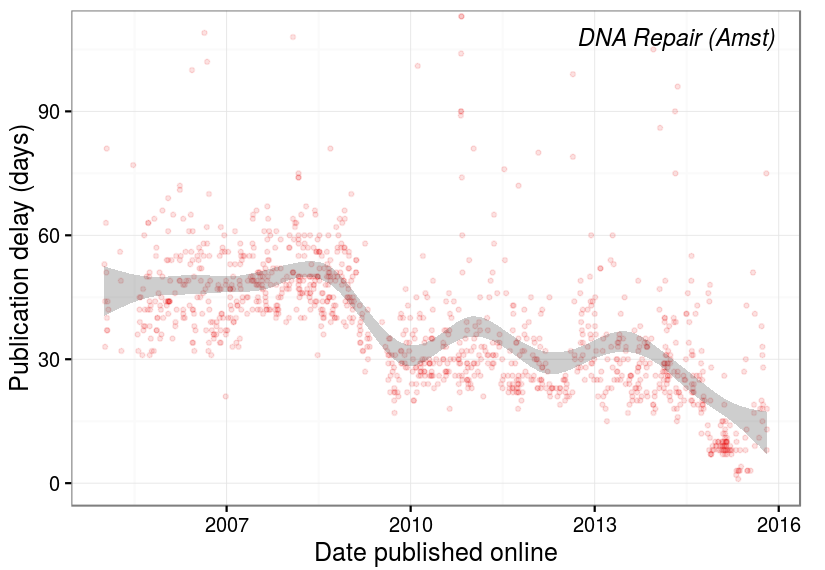 DNA Repair (Amst)
Publication delay (days)
90
60
30
0
2007 2010 2013 2016
Date published online